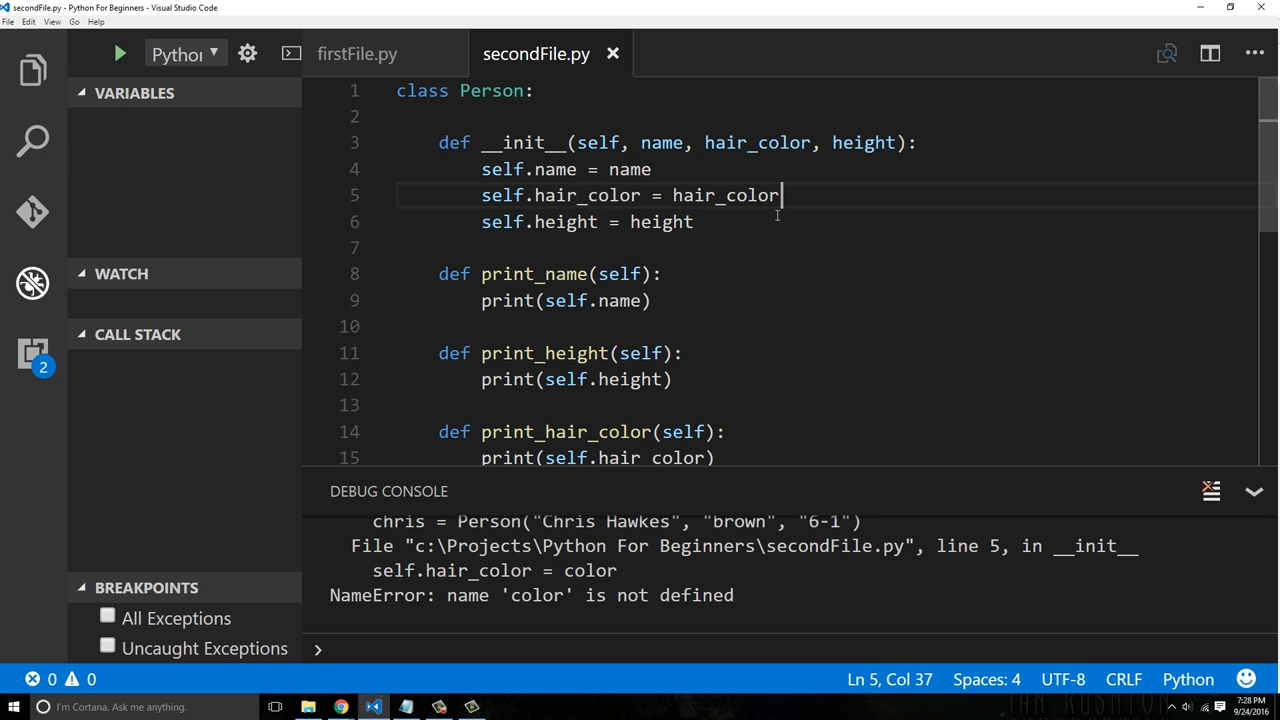 secondFile.py - Python For Beginners - Visual Studio Code
File Edit View Go Help
Python
firstFile.py
secondFile.py
VARIABLES
WATCH
CALL STACK
BREAKPOINTS
All Exceptions
Uncaught Exceptions
2
1 class Person:
2
3 def __init__(self, name, hair_color, height):
4 self.name = name
5 self.hair_color = hair_color
6 self.height = height
7
8 def print_name(self):
9 print(self.name)
10
11 def print_height(self):
12 print(self.height)
13
14 def print_hair_color(self):
15 print(self.hair_color)
DEBUG CONSOLE
chris = Person("Chris Hawkes", "brown", "6-1")
File "c:\Projects\Python For Beginners\secondFile.py", line 5, in __init__
self.hair_color = color
NameError: name 'color' is not defined
0 0
Ln 5, Col 37 Spaces: 4 UTF-8 CRLF Python
I'm Cortana. Ask me anything.
7:28 PM
9/24/2016